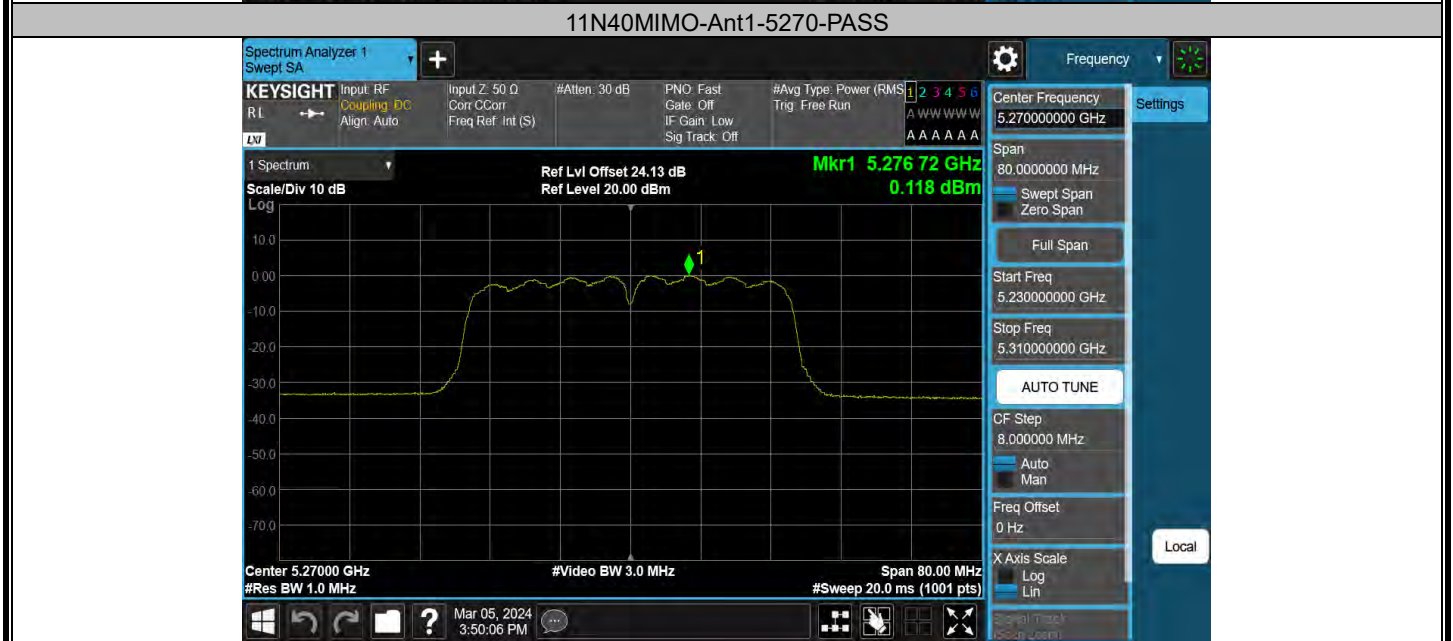 11N40MIMO-Ant1-5270-PASS
Spectrum Analyzer 1
Swept SA
+
Frequency
KEYSIGHT
RL
LXI
Input: RF
Coupling: DC
Align: Auto
Input Z: 50 Ω
Corr CCorr
Freq Ref: Int (S)
#Atten: 30 dB
PNO: Fast
Gate: Off
IF Gain: Low
Sig Track: Off
#Avg Type: Power (RMS
Trig: Free Run
1 2 3 4 5 6
A W W W W W
A A A A A A
Center Frequency
5.270000000 GHz
Settings
Span
80.0000000 MHz
Swept Span
Zero Span
Full Span
Start Freq
5.230000000 GHz
Stop Freq
5.310000000 GHz
AUTO TUNE
CF Step
8.000000 MHz
Auto
Man
Freq Offset
0 Hz
X Axis Scale
Log
Lin
Local
1 Spectrum
Scale/Div 10 dB
Log
Ref Lvl Offset 24.13 dB
Ref Level 20.00 dBm
Mkr1 5.276 72 GHz
0.118 dBm
1
10.0
0.00
-10.0
-20.0
-30.0
-40.0
-50.0
-60.0
-70.0
Center 5.27000 GHz
#Video BW 3.0 MHz
Span 80.00 MHz
#Res BW 1.0 MHz
#Sweep 20.0 ms (1001 pts)
?
Mar 05, 2024
3:50:06 PM